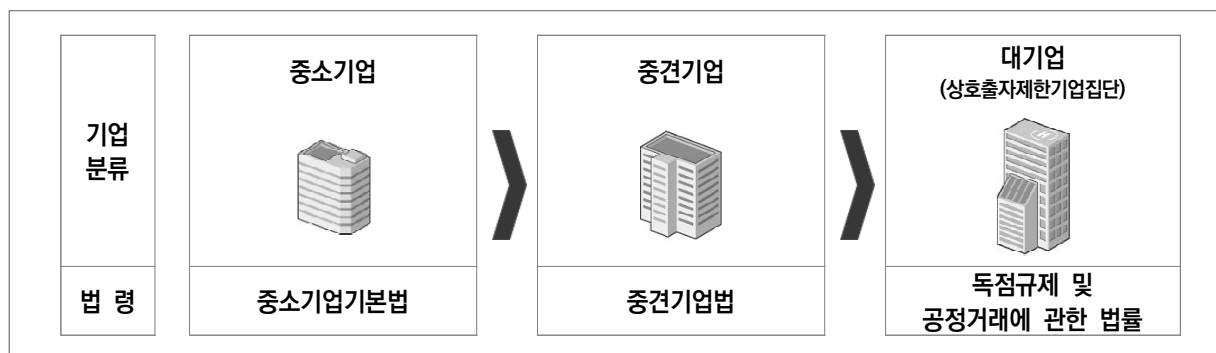 기업
분류
중소기업
중견기업
대기업
(상호출자제한기업집단)
법 령
중소기업기본법
중견기업법
독점규제 및
공정거래에 관한 법률